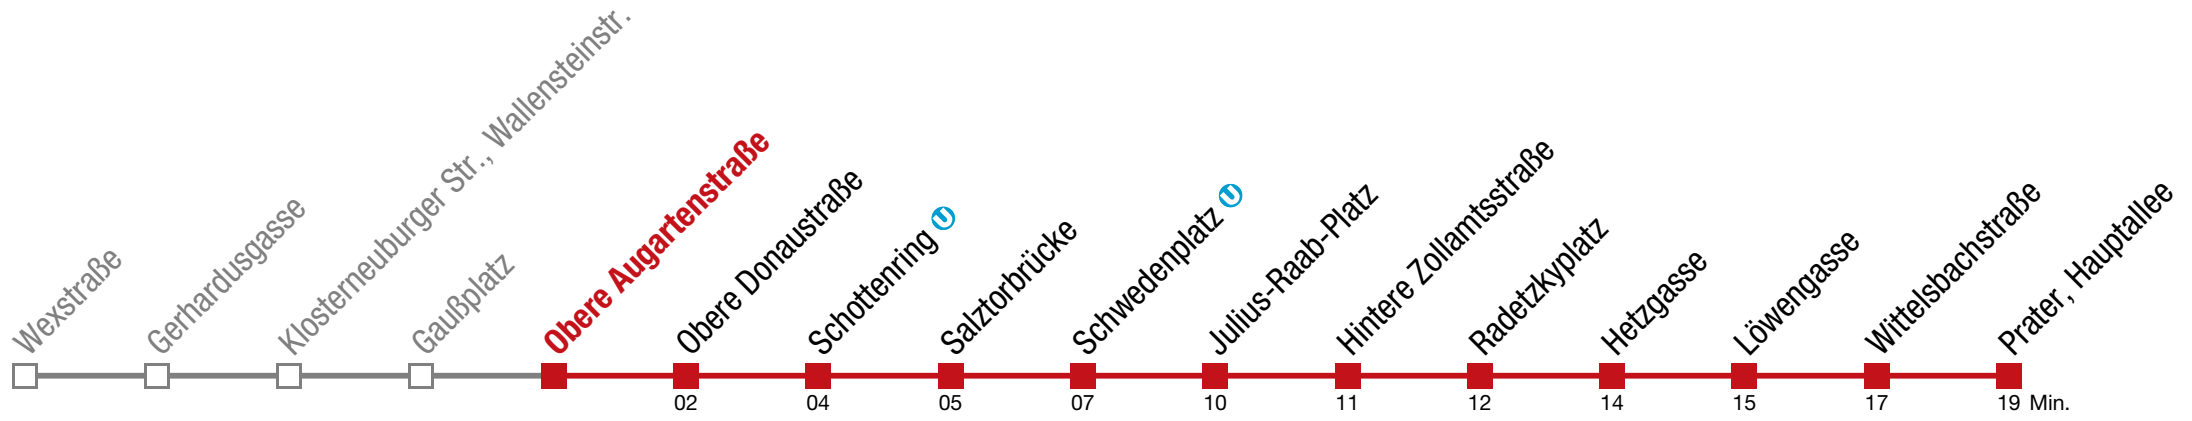 Wexstraße
Gerhardusgasse
Klosterneuburger Str., Wallensteinstr.
Gaußplatz
Obere Augartenstraße
Obere Donaustraße
Schottenring U
Salztorbrücke
Schwedenplatz U
Julius-Raab-Platz
Hintere Zollamtsstraße
Radetzkyplatz
Hetzgasse
Löwengasse
Wittelsbachstraße
Prater, Hauptallee
02 04 05 07 10 11 12 14 15 17 19 Min.